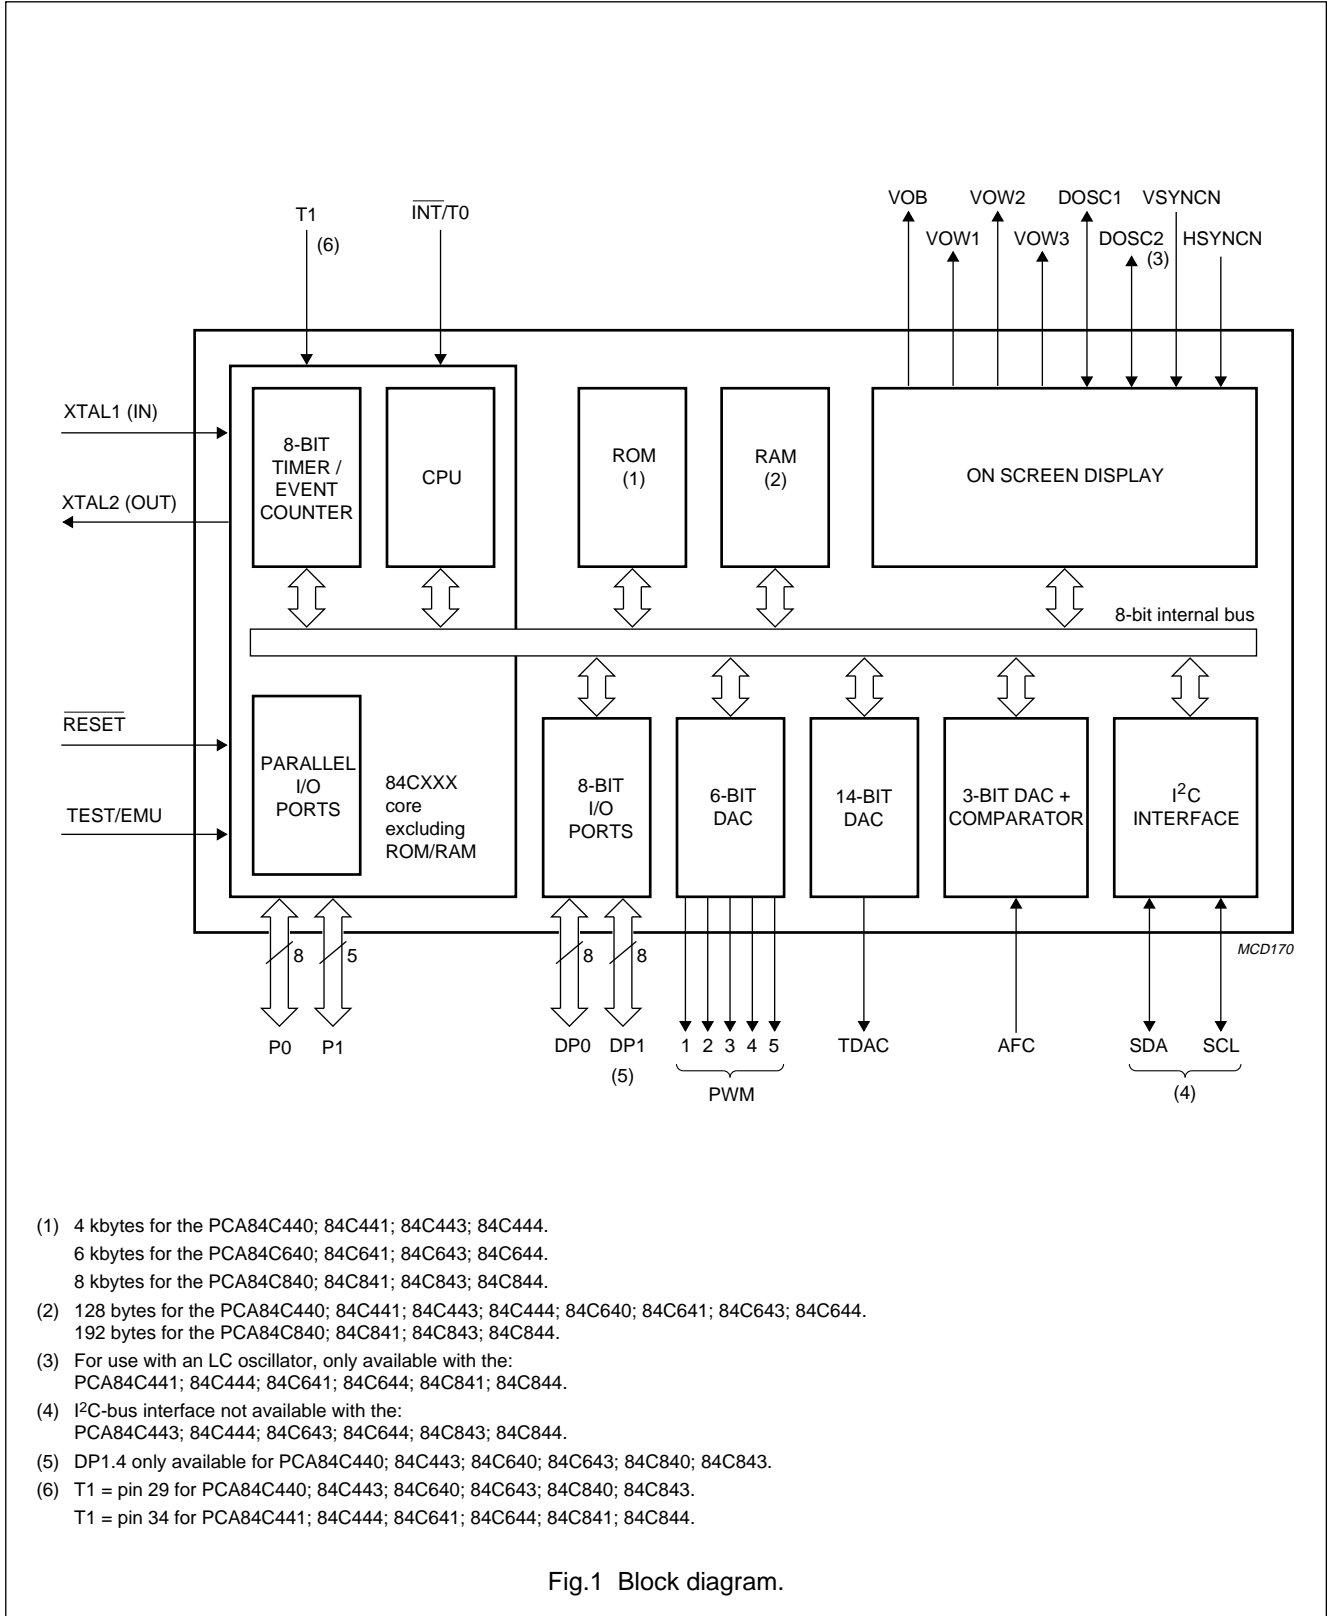 T1
(6)
INT/T0
VOB
VOW2
DOSC1
VSYNCN
VOW1
VOW3
DOSC2
(3)
HSYNCN
XTAL1 (IN)
XTAL2 (OUT)
8-BIT
TIMER /
EVENT
COUNTER
CPU
ROM
(1)
RAM
(2)
ON SCREEN DISPLAY
8-bit internal bus
RESET
TEST/EMU
PARALLEL
I/O
PORTS
84CXXX
core
excluding
ROM/RAM
8-BIT
I/O
PORTS
6-BIT
DAC
14-BIT
DAC
3-BIT DAC +
COMPARATOR
I²C
INTERFACE
MCD170
8
5
8
8
P0
P1
DP0
DP1
(5)
1 2 3 4 5
PWM
TDAC
AFC
SDA
SCL
(4)
(1) 4 kbytes for the PCA84C440; 84C441; 84C443; 84C444.
6 kbytes for the PCA84C640; 84C641; 84C643; 84C644.
8 kbytes for the PCA84C840; 84C841; 84C843; 84C844.
(2) 128 bytes for the PCA84C440; 84C441; 84C443; 84C444; 84C640; 84C641; 84C643; 84C644.
192 bytes for the PCA84C840; 84C841; 84C843; 84C844.
(3) For use with an LC oscillator, only available with the:
PCA84C441; 84C444; 84C641; 84C644; 84C841; 84C844.
(4) I²C-bus interface not available with the:
PCA84C443; 84C444; 84C643; 84C644; 84C843; 84C844.
(5) DP1.4 only available for PCA84C440; 84C443; 84C640; 84C643; 84C840; 84C843.
(6) T1 = pin 29 for PCA84C440; 84C443; 84C640; 84C643; 84C840; 84C843.
T1 = pin 34 for PCA84C441; 84C444; 84C641; 84C644; 84C841; 84C844.
Fig.1 Block diagram.